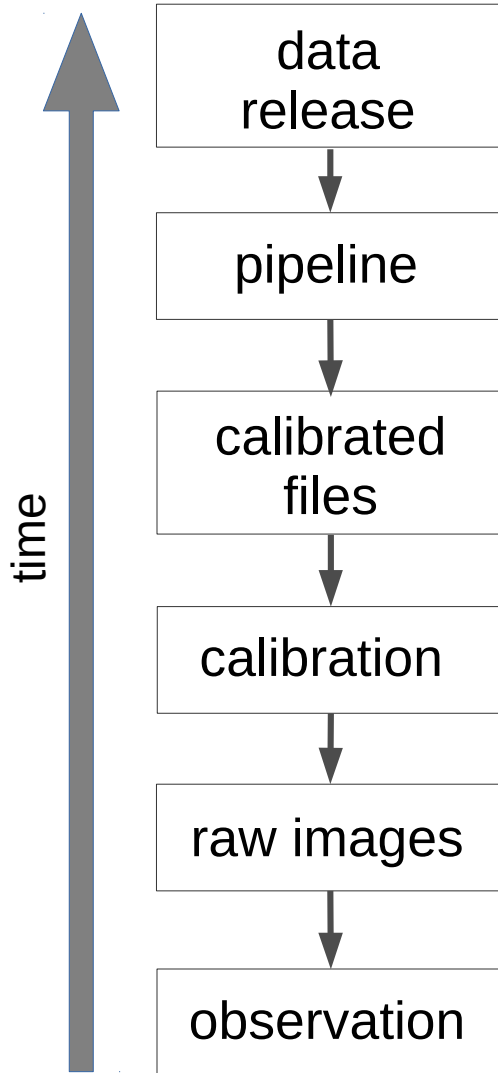 data
release
pipeline
calibrated
files
time
calibration
raw images
observation